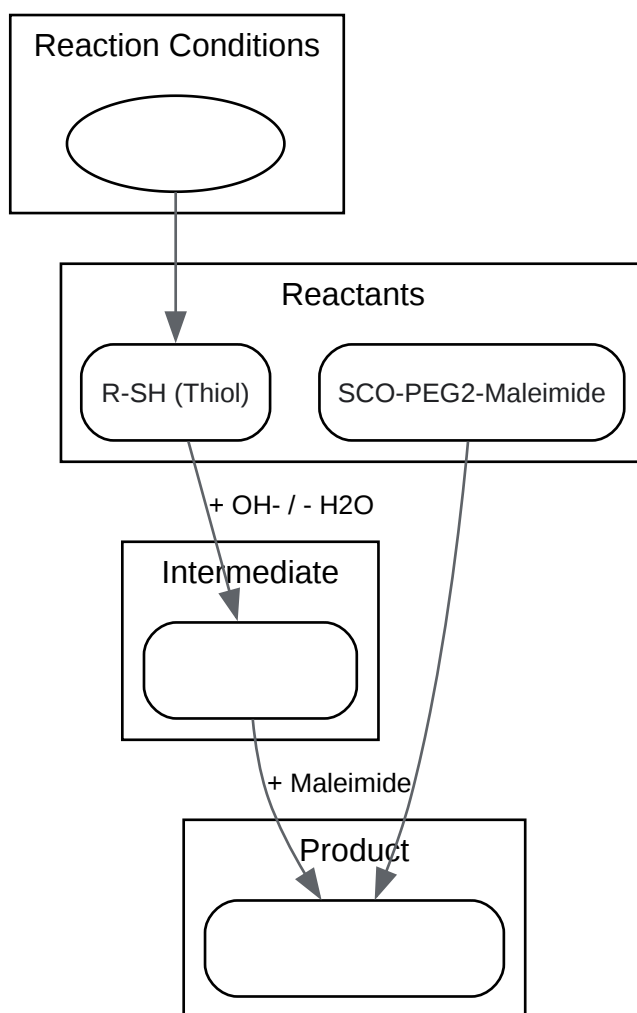 Reaction Conditions
Reactants
R-SH (Thiol)
SCO-PEG2-Maleimide
+ OH- / - H2O
Intermediate
+ Maleimide
Product